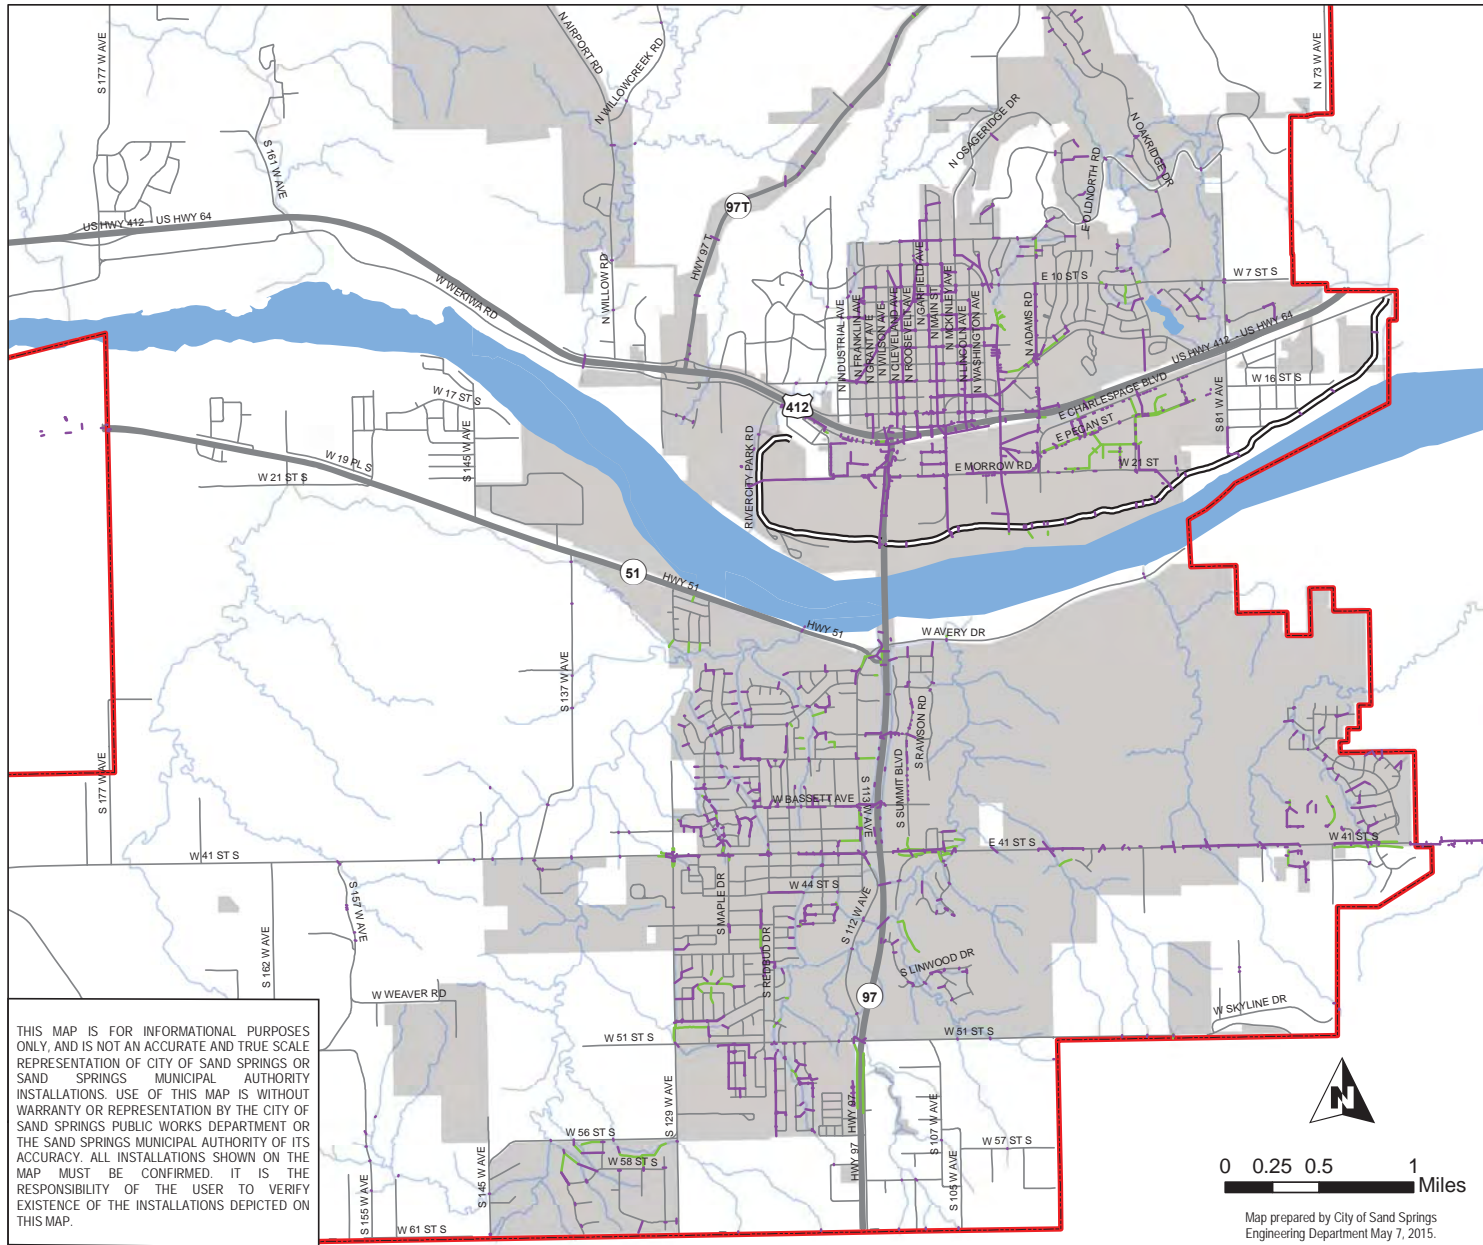 S 177 W AVE
N AIRPORT RD
N WILLOWCREEK RD
N 73 W AVE
N OSAGERIDGE DR
N OAKRIDGE DR
S 161 W AVE
E OLDNORTH RD
97T
US HWY 412 - US HWY 64
HWY 97 T
N WILLOW RD
W WEKIWA RD
E 10 ST S
W 7 ST S
N INDUSTRIAL AVE
N FRANKLIN AVE
N GRANT AVE
N WILSON AVE
N CLEVELAND AVE
N ROOSEVELT AVE
N GARFIELD AVE
N MAIN ST
N MCKINLEY AVE
N LINCOLN AVE
N WASHINGTON AVE
N ADAMS RD
US HWY 412 - US HWY 64
W 16 ST S
W 17 ST S
412
E CHARLESPAGE BLVD
S 81 W AVE
E PECAN ST
RIVERCITY PARK RD
S 145 W AVE
W 19 PL S
W 21 ST S
E MORROW RD
W 21 ST
51
HWY 51
HWY 51
W AVERY DR
S 137 W AVE
S RAWSON RD
S 177 W AVE
S SUMMIT BLVD
S 113 W AVE
W BASSETT AVE
W 41 ST S
E 41 ST S
W 41 ST S
W 44 ST S
S MAPLE DR
S 157 W AVE
S 112 W AVE
S REDBUD DR
S 162 W AVE
S LINWOOD DR
W WEAVER RD
97
W SKYLINE DR
W 51 ST S
W 51 ST S
S 129 W AVE
HWY 97
HWY 97
S 107 W AVE
W 56 ST S
W 57 ST S
W 58 ST S
S 145 W AVE
S 155 W AVE
S 105 W AVE
W 61 ST S
THIS MAP IS FOR INFORMATIONAL PURPOSES
ONLY, AND IS NOT AN ACCURATE AND TRUE SCALE
REPRESENTATION OF CITY OF SAND SPRINGS OR
SAND SPRINGS MUNICIPAL AUTHORITY
INSTALLATIONS. USE OF THIS MAP IS WITHOUT
WARRANTY OR REPRESENTATION BY THE CITY OF
SAND SPRINGS PUBLIC WORKS DEPARTMENT OR
THE SAND SPRINGS MUNICIPAL AUTHORITY OF ITS
ACCURACY. ALL INSTALLATIONS SHOWN ON THE
MAP MUST BE CONFIRMED. IT IS THE
RESPONSIBILITY OF THE USER TO VERIFY
EXISTENCE OF THE INSTALLATIONS DEPICTED ON
THIS MAP.
N
0 0.25 0.5 1
Miles
Map prepared by City of Sand Springs
Engineering Department May 7, 2015.